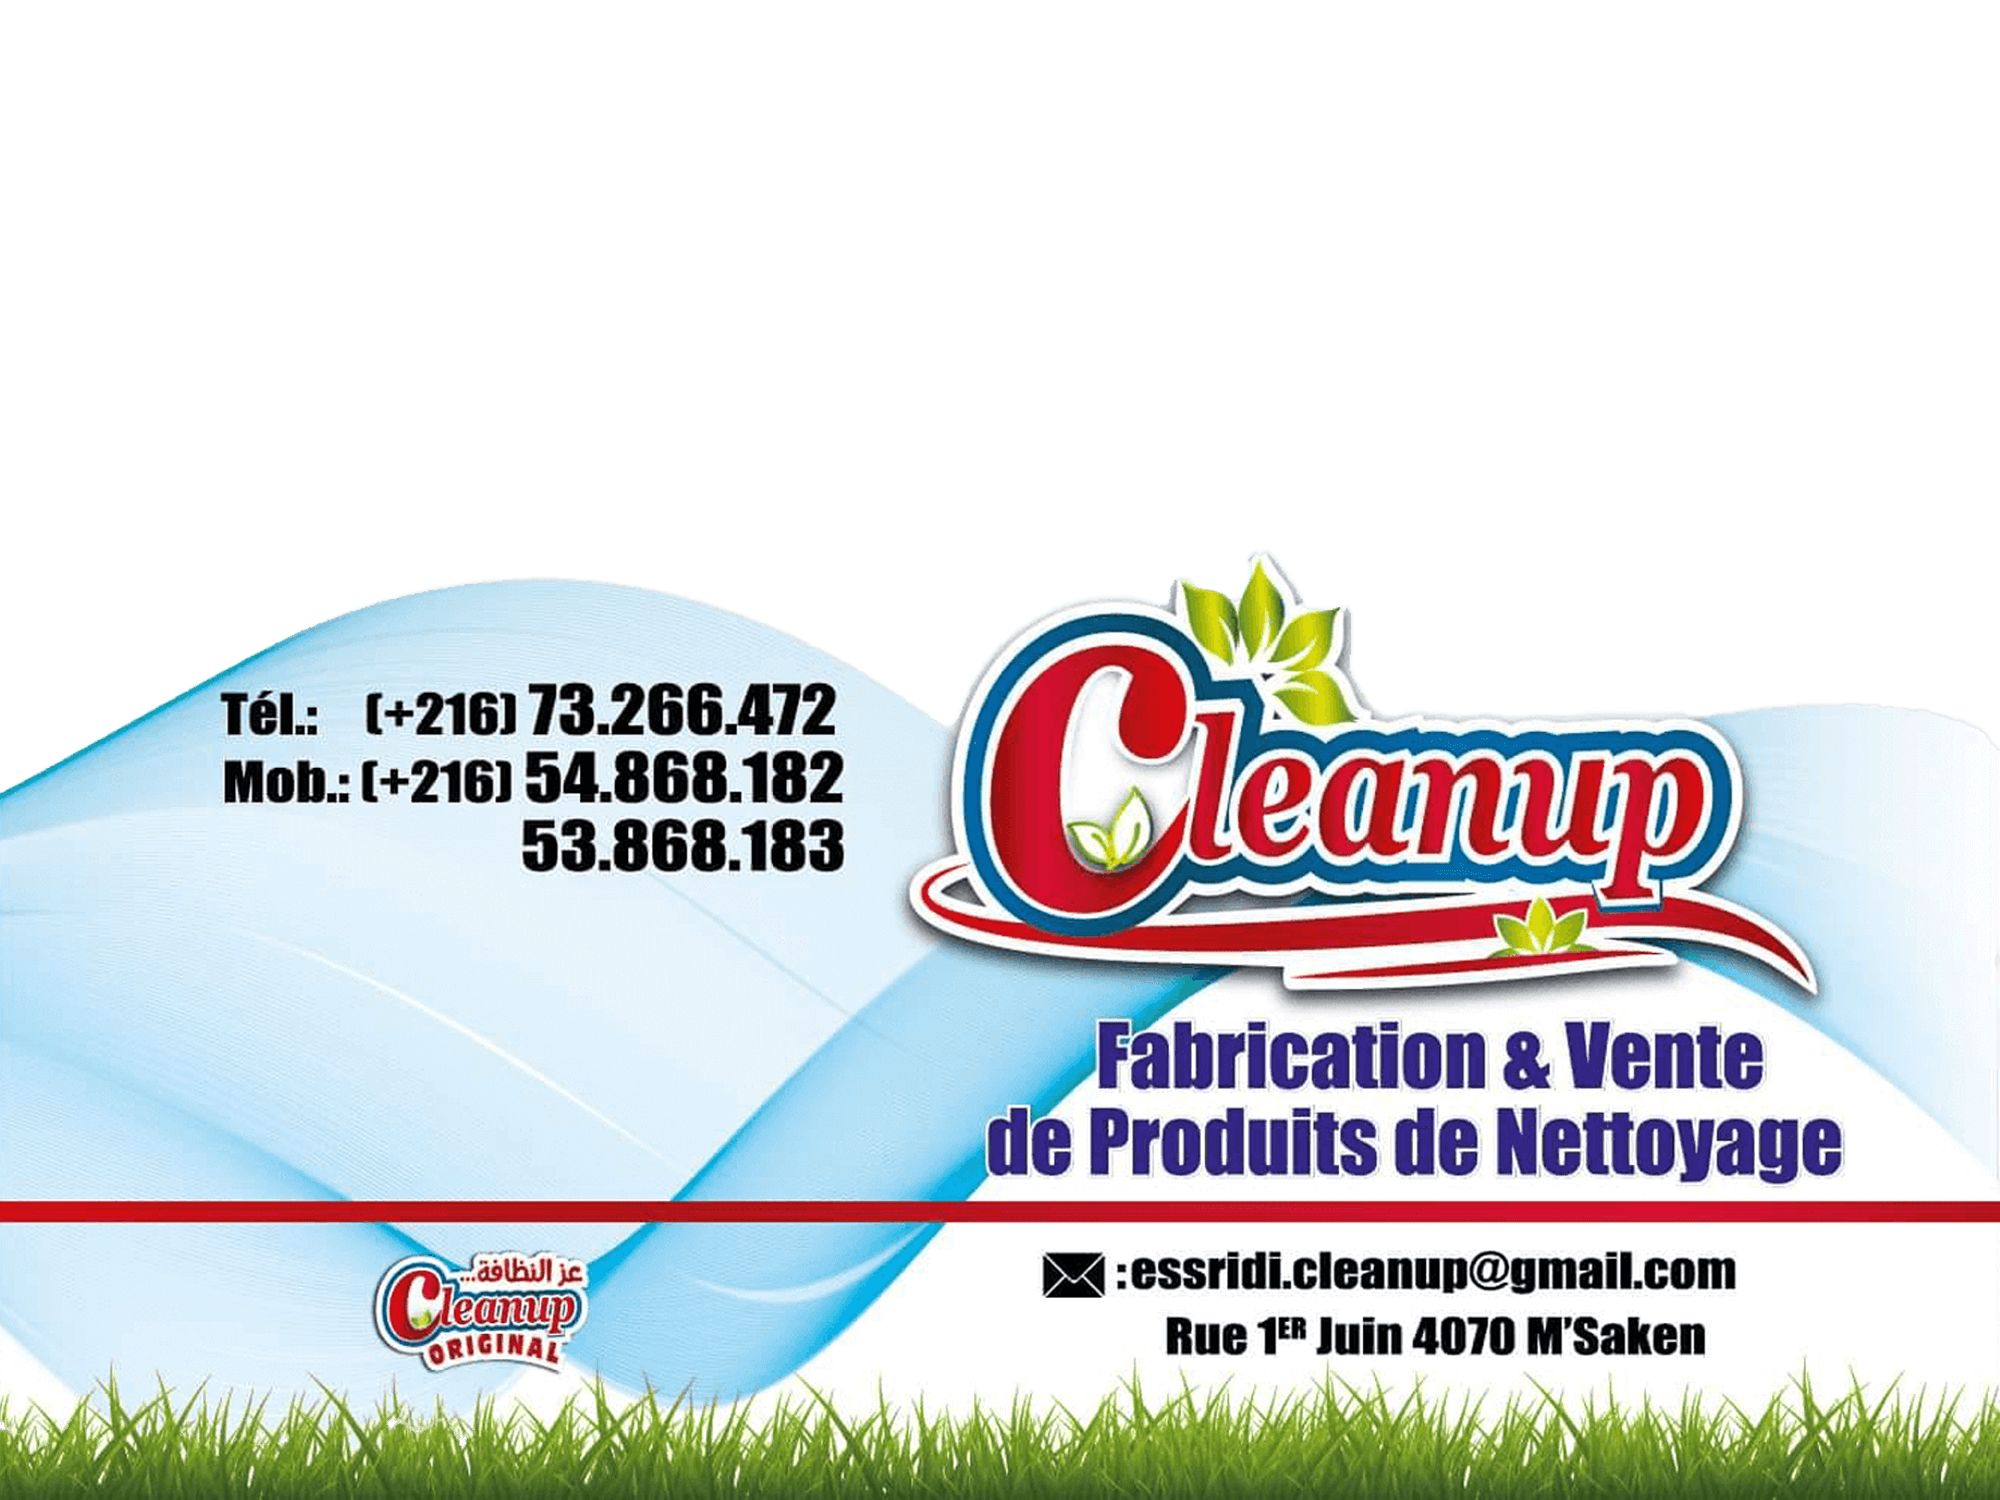 Tél.: (+216) 73.266.472
Mob.: (+216) 54.868.182
53.868.183
Cleanup
Fabrication & Vente
de Produits de Nettoyage
عز النظافة...
Cleanup
ORIGINAL
:essridi.cleanup@gmail.com
Rue 1ER Juin 4070 M'Saken